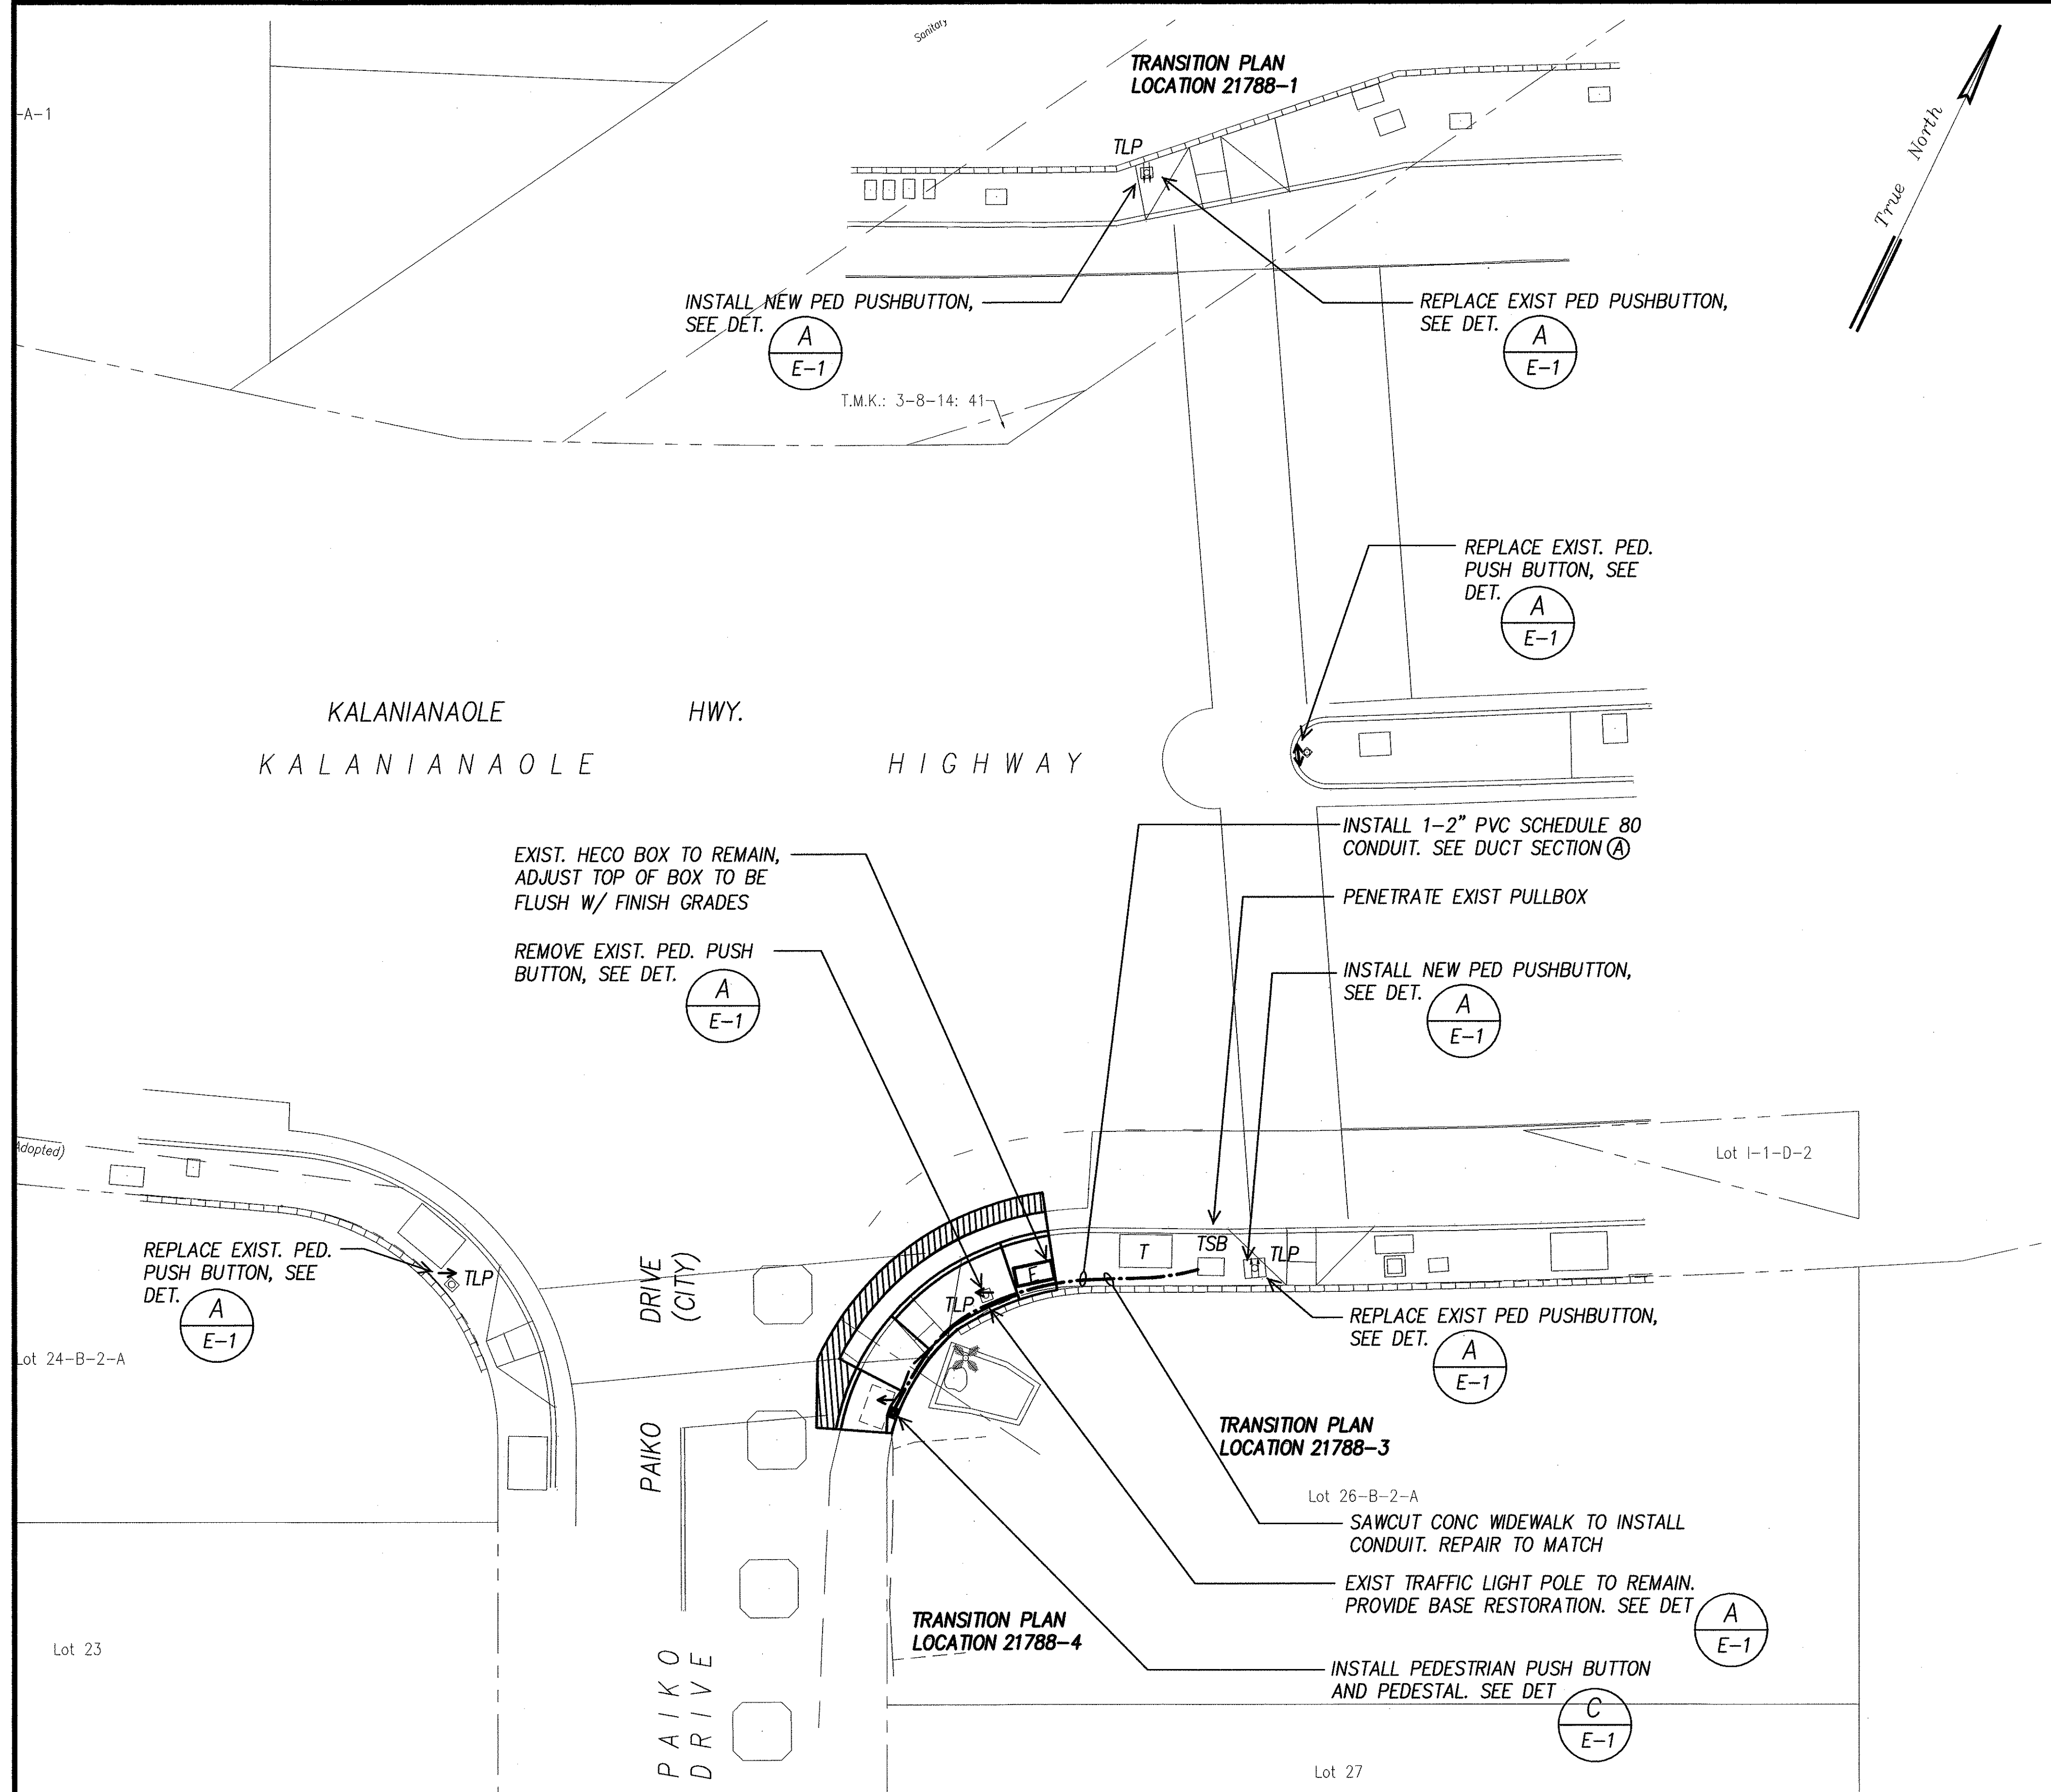 Sanitary
TRANSITION PLAN
LOCATION 21788-1
-A-1
True North
TLP
INSTALL NEW PED PUSHBUTTON,
SEE DET.
A
E-1
REPLACE EXIST PED PUSHBUTTON,
SEE DET.
A
E-1
T.M.K.: 3-8-14: 41
REPLACE EXIST. PED.
PUSH BUTTON, SEE
DET.
A
E-1
KALANIANAOLE HWY.
KALANIANAOLE HIGHWAY
INSTALL 1-2" PVC SCHEDULE 80
CONDUIT. SEE DUCT SECTION A
EXIST. HECO BOX TO REMAIN,
ADJUST TOP OF BOX TO BE
FLUSH W/ FINISH GRADES
PENETRATE EXIST PULLBOX
REMOVE EXIST. PED. PUSH
BUTTON, SEE DET.
A
E-1
INSTALL NEW PED PUSHBUTTON,
SEE DET.
A
E-1
Adopted)
Lot I-1-D-2
REPLACE EXIST. PED.
PUSH BUTTON, SEE
DET.
A
E-1
TLP
DRIVE
(CITY)
T
TSB
TLP
E
TLP
REPLACE EXIST PED PUSHBUTTON,
SEE DET.
A
E-1
Lot 24-B-2-A
PAIKO
TRANSITION PLAN
LOCATION 21788-3
Lot 26-B-2-A
SAWCUT CONC WIDEWALK TO INSTALL
CONDUIT. REPAIR TO MATCH
EXIST TRAFFIC LIGHT POLE TO REMAIN.
PROVIDE BASE RESTORATION. SEE DET
A
E-1
TRANSITION PLAN
LOCATION 21788-4
Lot 23
PAIKO
DRIVE
INSTALL PEDESTRIAN PUSH BUTTON
AND PEDESTAL. SEE DET
C
E-1
Lot 27